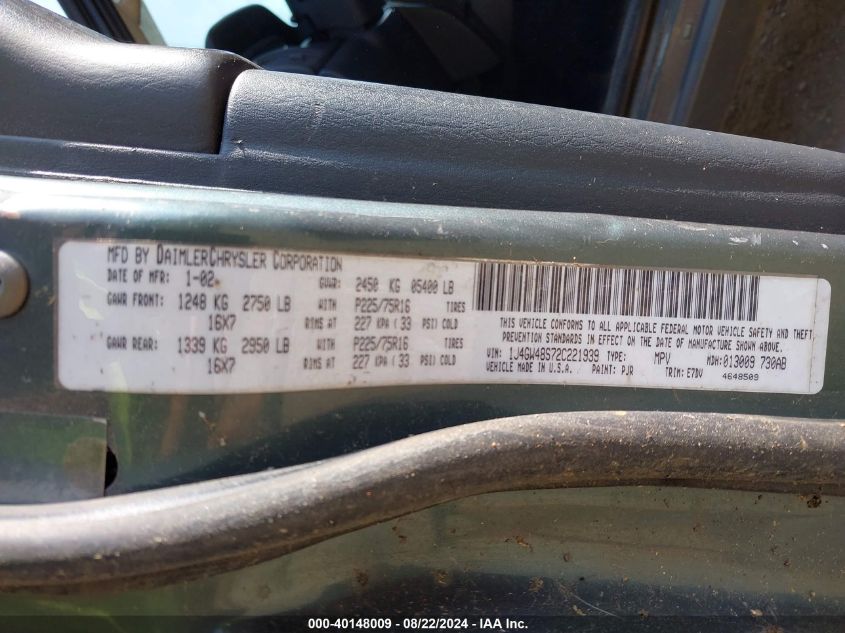 MFD BY DAIMLERCHRYSLER CORPORATION
DATE OF MFR: 1-02 GVWR: 2450 KG 05400 LB
GAWR FRONT: 1248 KG 2750 LB WITH P225/75R16 TIRES
16X7 RIMS AT 227 KPA (33 PSI) COLD
GAWR REAR: 1339 KG 2950 LB WITH P225/75R16 TIRES
16X7 RIMS AT 227 KPA (33 PSI) COLD
THIS VEHICLE CONFORMS TO ALL APPLICABLE FEDERAL MOTOR VEHICLE SAFETY AND THEFT
PREVENTION STANDARDS IN EFFECT ON THE DATE OF MANUFACTURE SHOWN ABOVE.
VIN: 1J4GW48S72C221939 TYPE: MPV MDH: 013009 730AB
VEHICLE MADE IN U.S.A. PAINT: PJR TRIM: E7DV 4648509
000-40148009 - 08/22/2024 - IAA Inc.